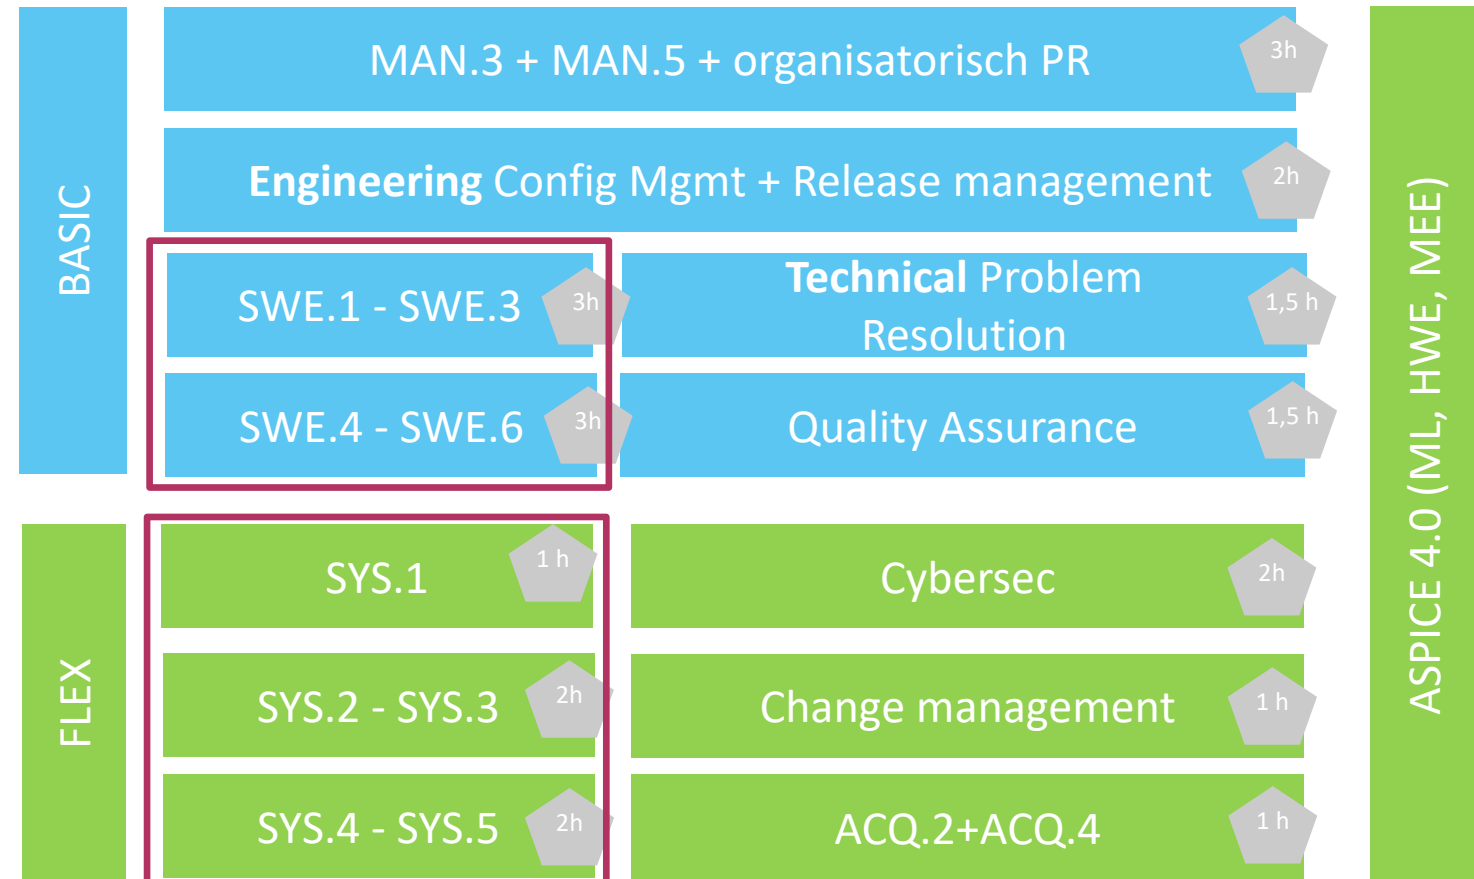 BASIC
MAN.3 + MAN.5 + organisatorisch PR
3h
Engineering Config Mgmt + Release management
2h
SWE.1 - SWE.3
3h
Technical Problem
Resolution
1,5 h
SWE.4 - SWE.6
3h
Quality Assurance
1,5 h
FLEX
SYS.1
1 h
Cybersec
2h
SYS.2 - SYS.3
2h
Change management
1 h
SYS.4 - SYS.5
2h
ACQ.2+ACQ.4
1 h
ASPICE 4.0 (ML, HWE, MEE)